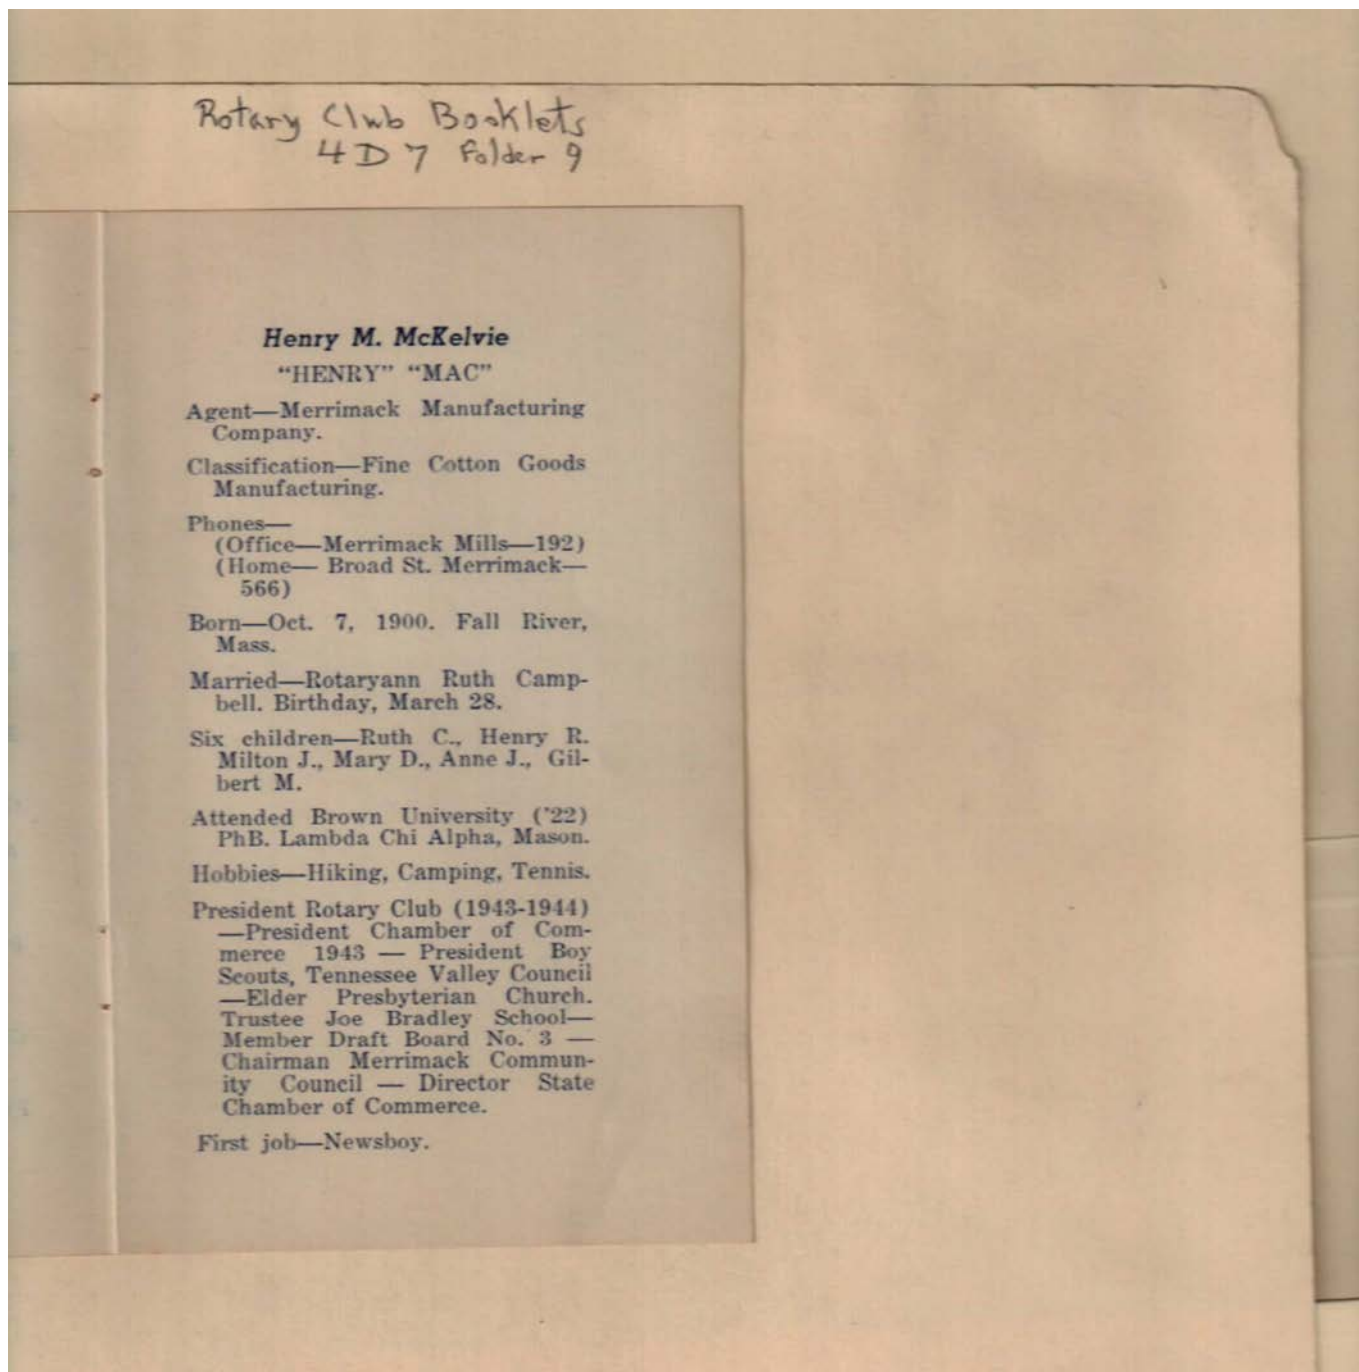 Rotary Club Booklets
4 D 7 Folder 9
Henry M. McKelvie
“HENRY” “MAC”
Agent—Merrimack Manufacturing
Company.
Classification—Fine Cotton Goods
Manufacturing.
Phones—
(Office—Merrimack Mills—192)
(Home— Broad St. Merrimack—
566)
Born—Oct. 7, 1900. Fall River,
Mass.
Married—Rotaryann Ruth Camp-
bell. Birthday, March 28.
Six children—Ruth C., Henry R.
Milton J., Mary D., Anne J., Gil-
bert M.
Attended Brown University (’22)
PhB. Lambda Chi Alpha, Mason.
Hobbies—Hiking, Camping, Tennis.
President Rotary Club (1943-1944)
—President Chamber of Com-
merce 1943 — President Boy
Scouts, Tennessee Valley Council
—Elder Presbyterian Church.
Trustee Joe Bradley School—
Member Draft Board No. 3 —
Chairman Merrimack Commun-
ity Council — Director State
Chamber of Commerce.
First job—Newsboy.